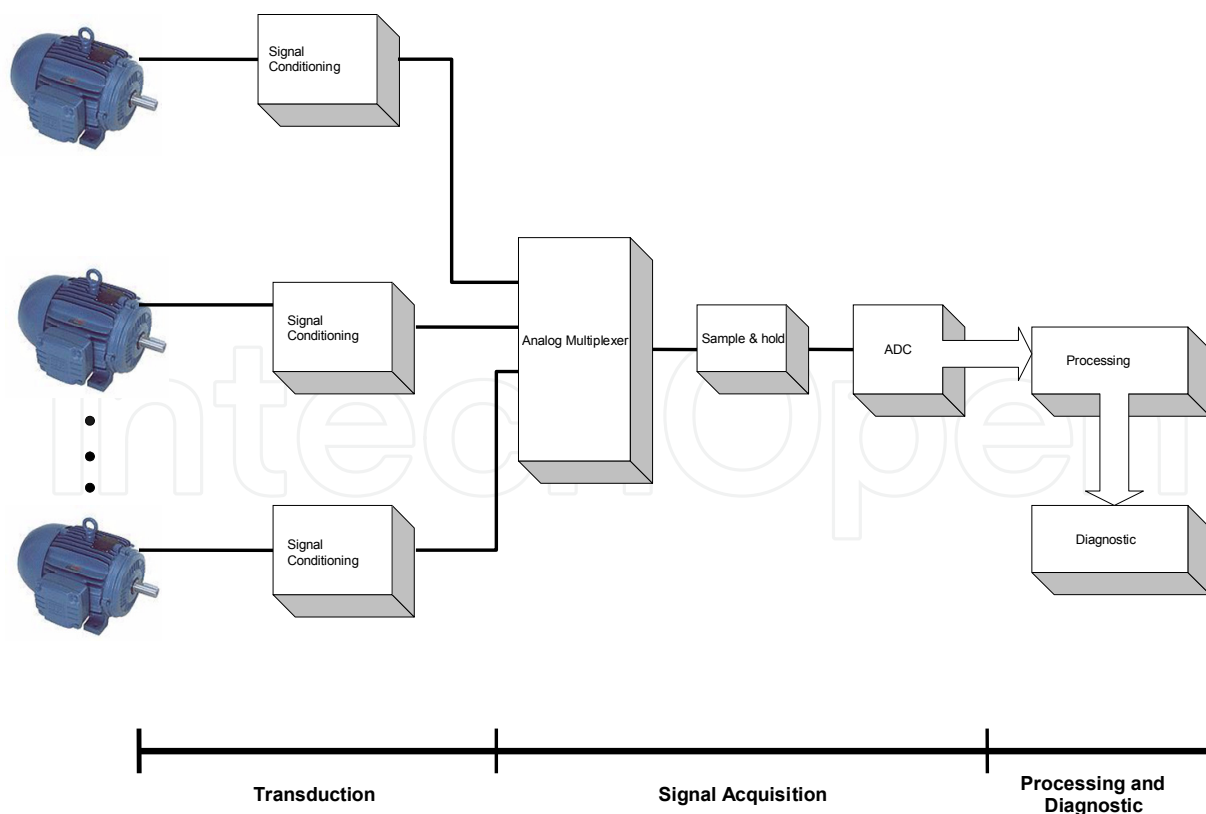 Signal
Conditioning
Signal
Conditioning
Analog Multiplexer
Sample & hold
ADC
Processing
Signal
Conditioning
Diagnostic
IntechOpen
Transduction
Signal Acquisition
Processing and
Diagnostic